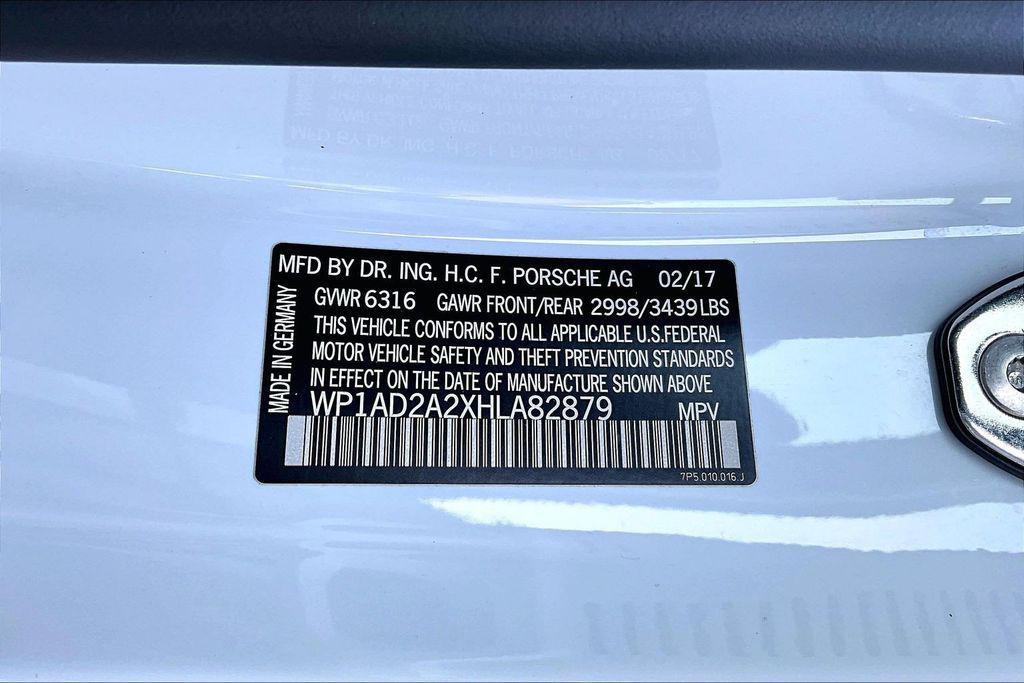 MFD BY DR. ING. H.C. F. PORSCHE AG 02/17
GVWR 6316 GAWR FRONT/REAR 2998/3439 LBS
THIS VEHICLE CONFORMS TO ALL APPLICABLE U.S.FEDERAL
MOTOR VEHICLE SAFETY AND THEFT PREVENTION STANDARDS
IN EFFECT ON THE DATE OF MANUFACTURE SHOWN ABOVE
WP1AD2A2XHLA82879 MPV
7P5.010.016.J
MADE IN GERMANY